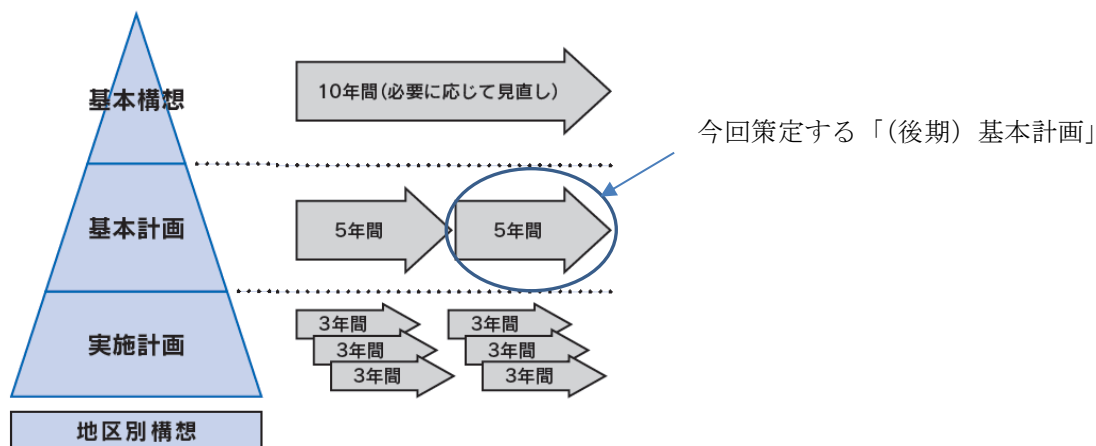 基本構想
10年間(必要に応じて見直し)
今回策定する「(後期)基本計画」
基本計画
5年間
5年間
実施計画
3年間
3年間
3年間
3年間
3年間
3年間
地区別構想